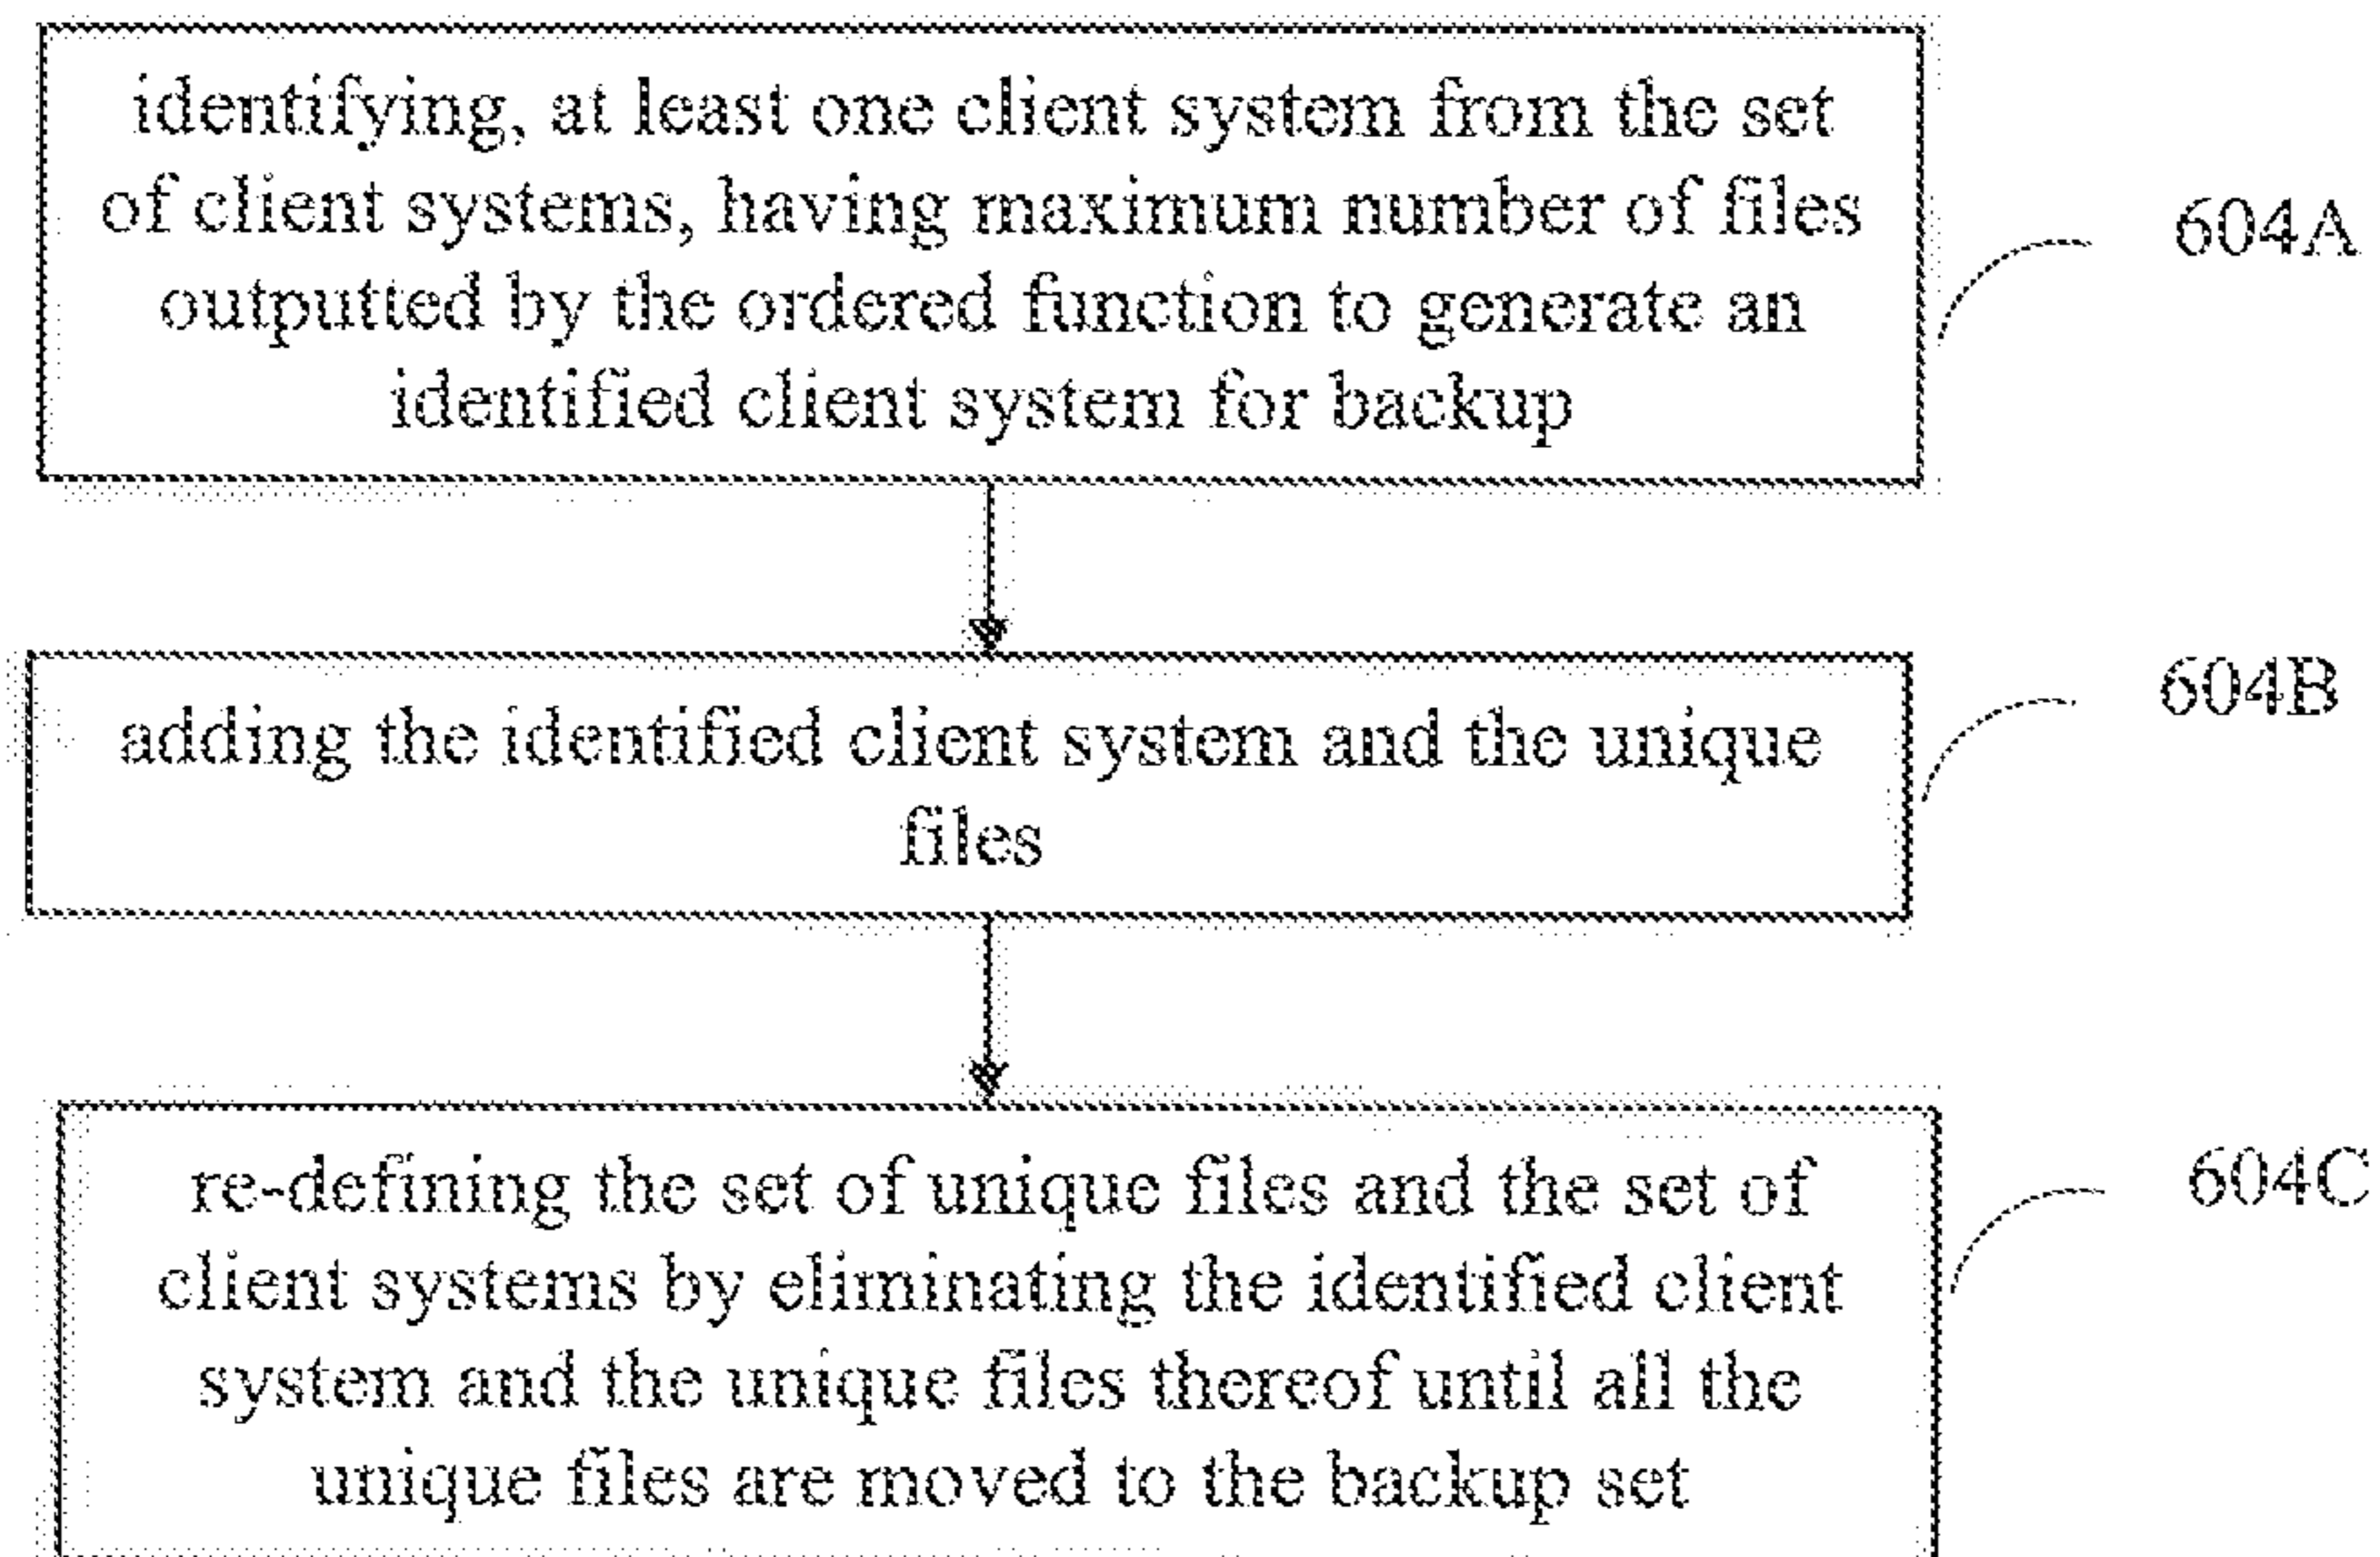 identifying, at least one client system from the set
of client systems, having maximum number of files
outputted by the ordered function to generate an
identified client system for backup
604A
adding the identified client system and the unique
files
604B
re-defining the set of unique files and the set of
client systems by eliminating the identified client
system and the unique files thereof until all the
unique files are moved to the backup set
604C